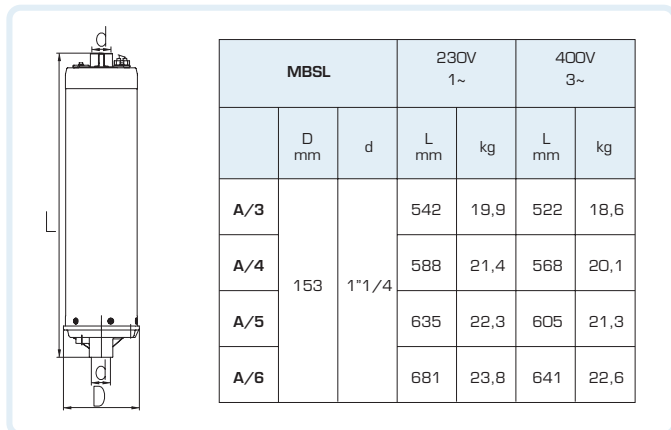 d
L
d
D
MBSL 230V 400V
1~ 3~
D d L kg L kg
mm mm mm
A/3 542 19,9 522 18,6
A/4 588 21,4 568 20,1
153 1”1/4
A/5 635 22,3 605 21,3
A/6 681 23,8 641 22,6